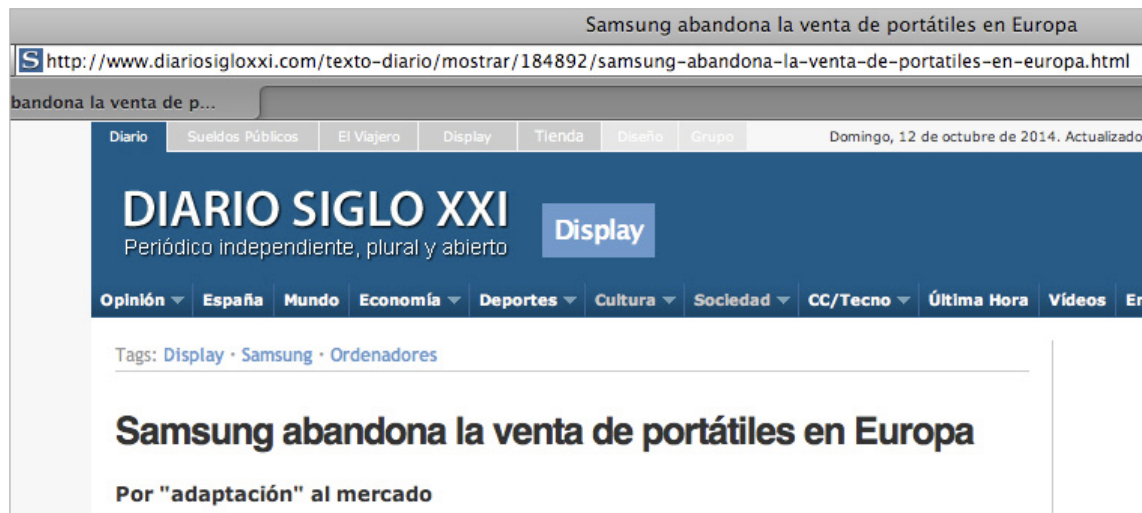 Samsung abandona la venta de portátiles en Europa
S http://www.diariosigloxxi.com/texto-diario/mostrar/184892/samsung-abandona-la-venta-de-portatiles-en-europa.html
bandona la venta de p...
Diario Sueldos Públicos El Viajero Display Tienda Diseño Grupo Domingo, 12 de octubre de 2014. Actualizado
DIARIO SIGLO XXI
Display
Periódico independiente, plural y abierto
Opinión España Mundo Economía Deportes Cultura Sociedad CC/Tecno Última Hora Vídeos En
Tags: Display · Samsung · Ordenadores
Samsung abandona la venta de portátiles en Europa
Por "adaptación" al mercado